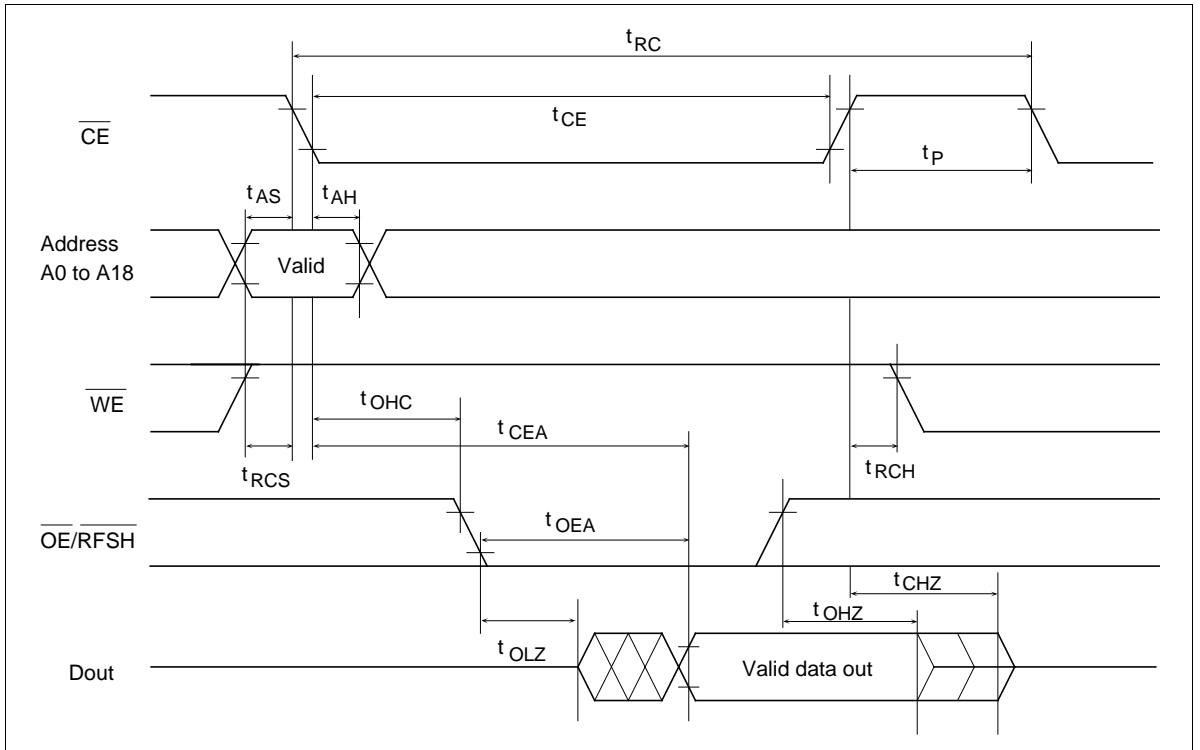 tRC
CE
tCE
tP
tAS
tAH
Address
A0 to A18
Valid
WE
tOHC
tCEA
tRCS
tRCH
OE/RFSH
tOEA
tCHZ
tOHZ
tOLZ
Dout
Valid data out